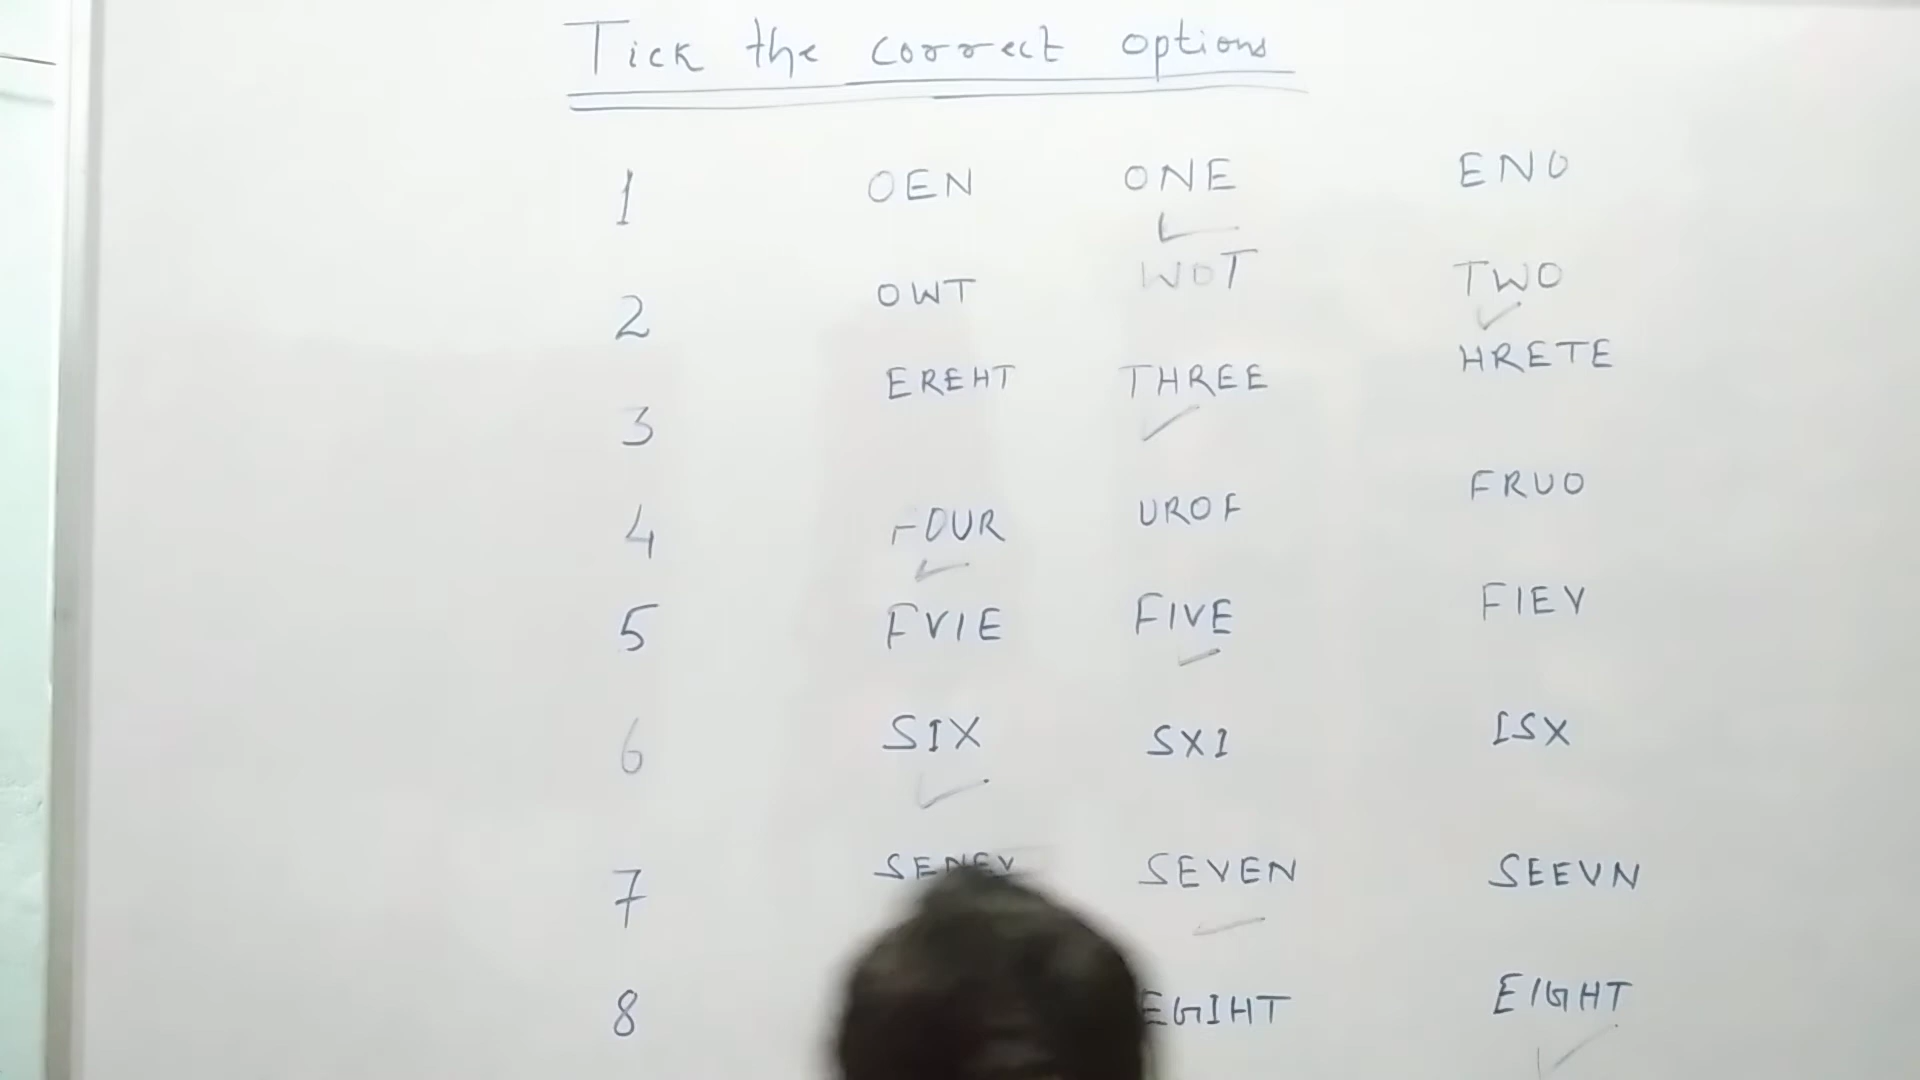 Tick the correct options
1 OEN ONE ENO
2 OWT WOT TWO
3 EREHT THREE HRETE
4 FOUR UROF FRUO
5 FVIE FIVE FIEV
6 SIX SXI ISX
7 SENEV SEVEN SEEVN
8 EGIHT EIGHT